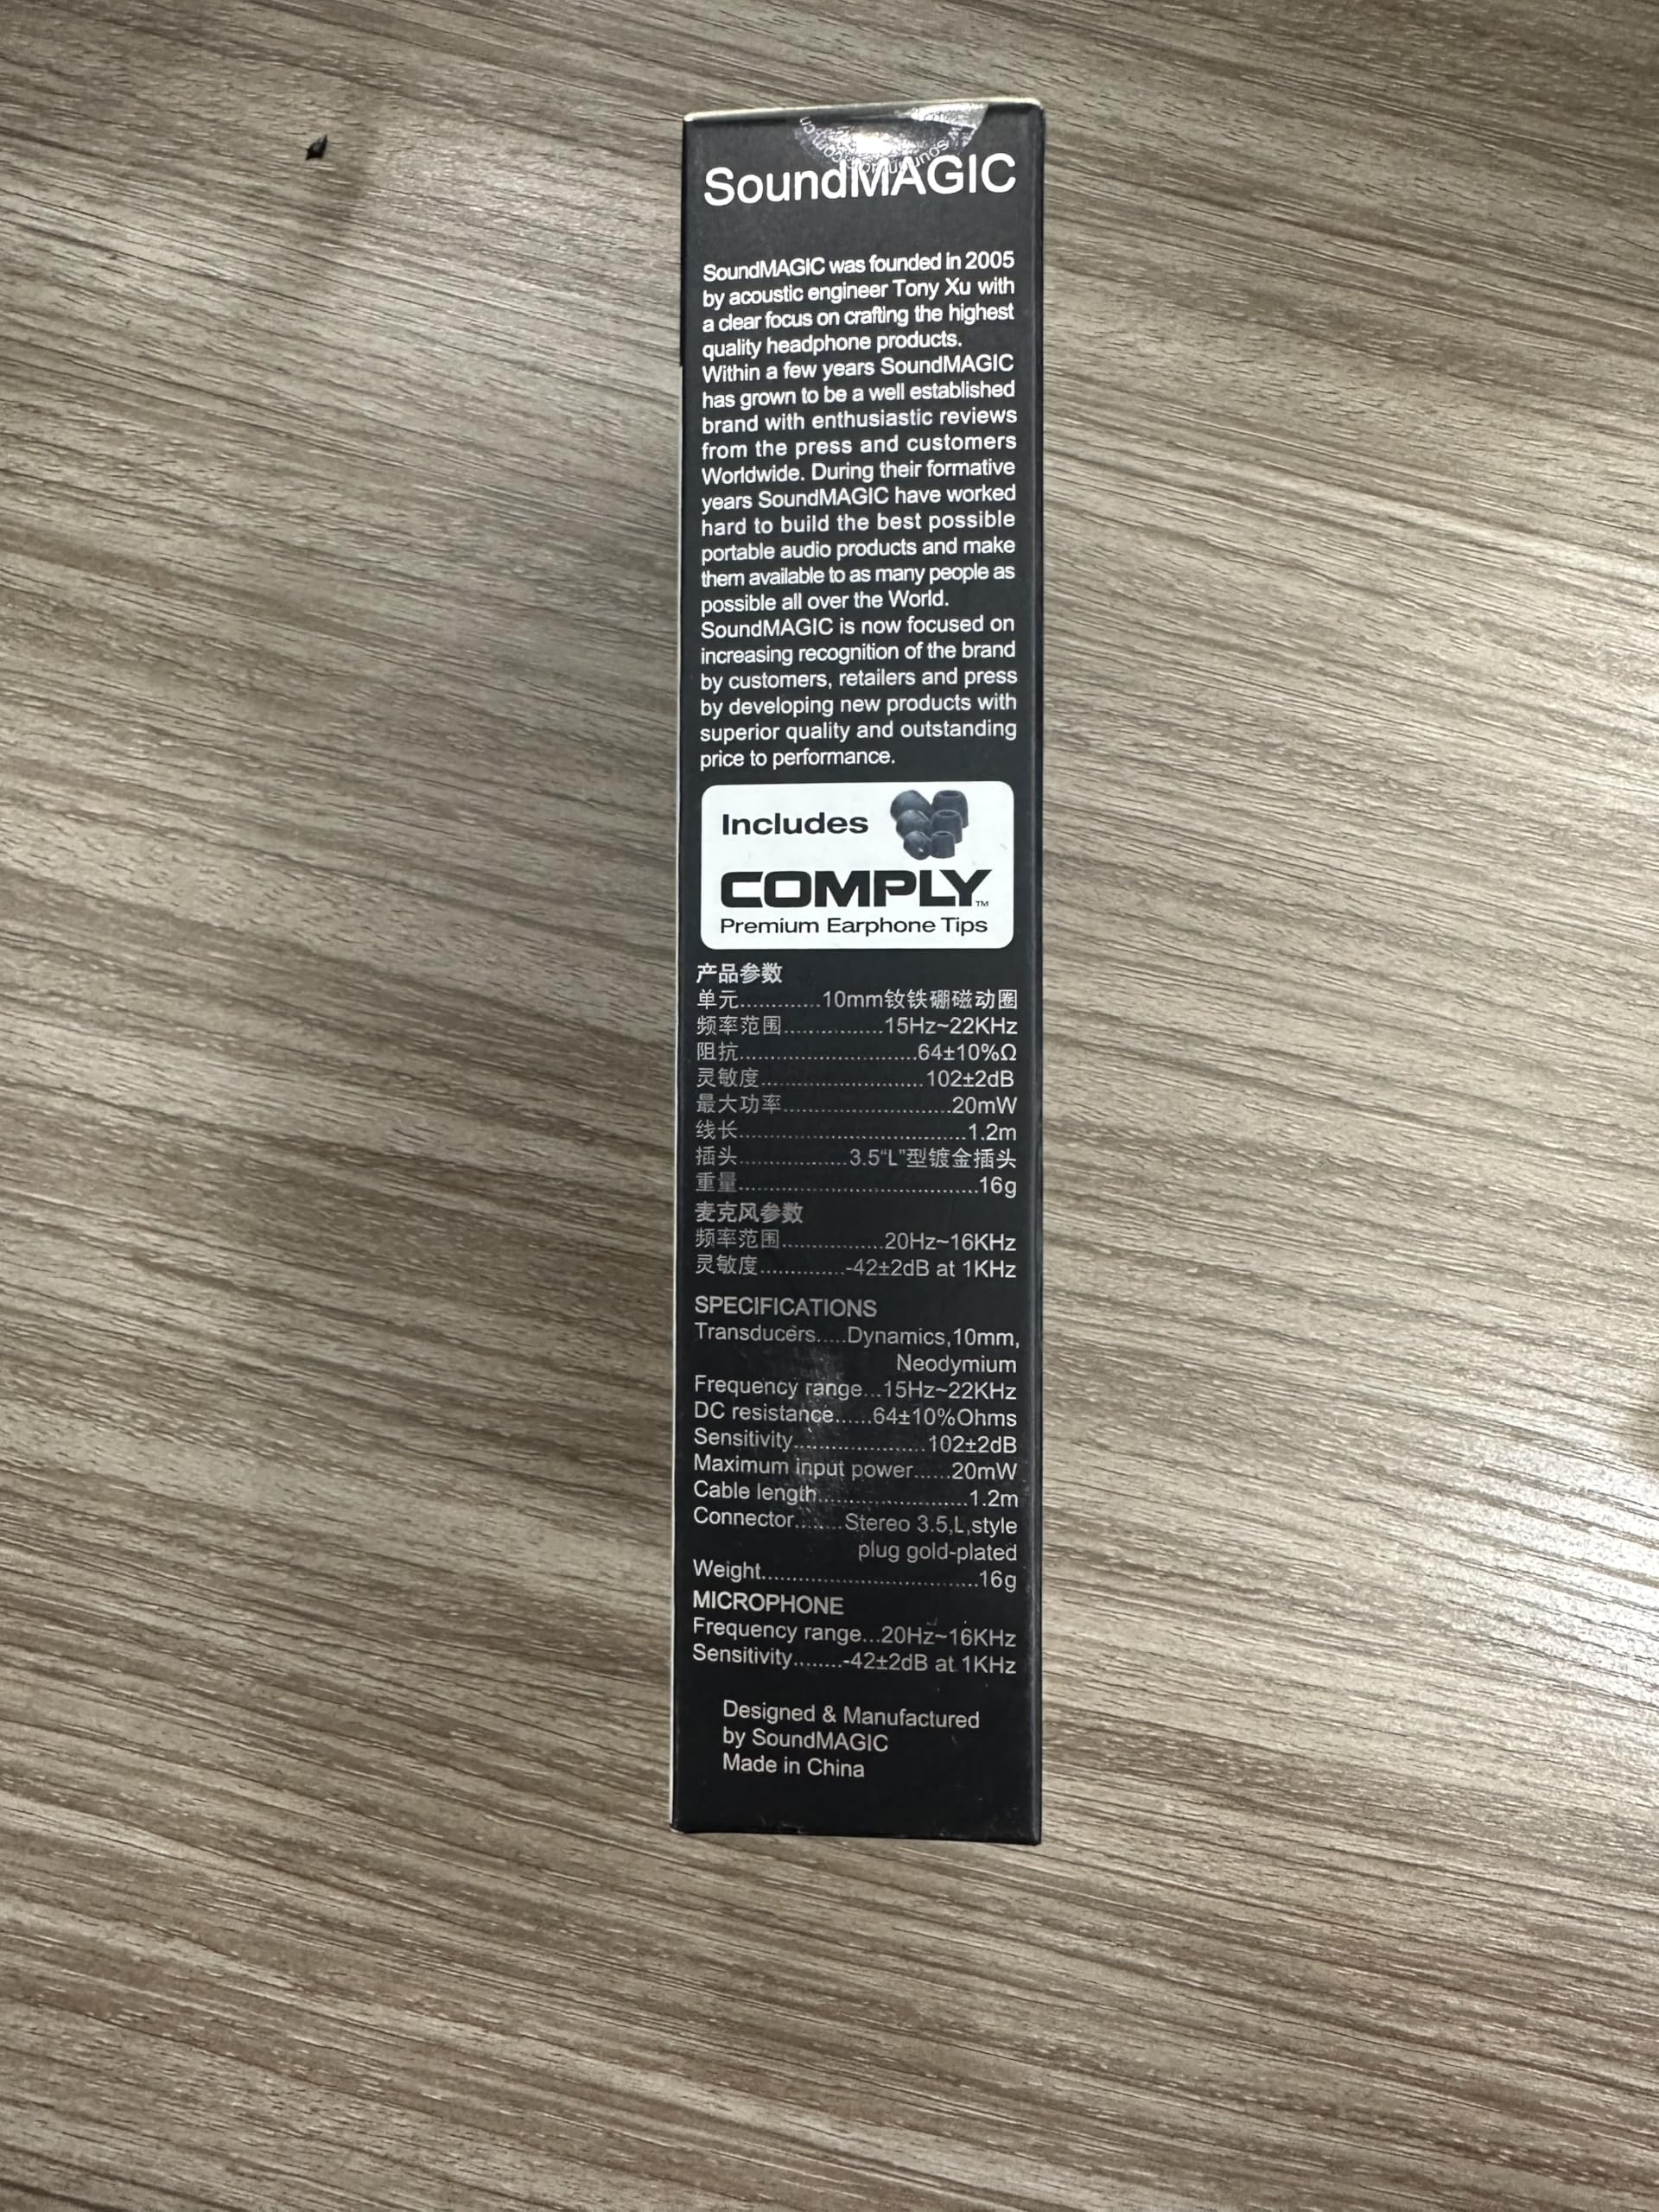 SoundMAGIC
SoundMAGIC was founded in 2005
by acoustic engineer Tony Xu with
a clear focus on crafting the highest
quality headphone products.
Within a few years SoundMAGIC
has grown to be a well established
brand with enthusiastic reviews
from the press and customers
Worldwide. During their formative
years SoundMAGIC have worked
hard to build the best possible
portable audio products and make
them available to as many people as
possible all over the World.
SoundMAGIC is now focused on
increasing recognition of the brand
by customers, retailers and press
by developing new products with
superior quality and outstanding
price to performance.
Includes
COMPLY™
Premium Earphone Tips
产品参数
单元.............10mm钕铁硼磁动圈
频率范围................15Hz~22KHz
阻抗.............................64±10%Ω
灵敏度..........................102±2dB
最大功率...........................20mW
线长.....................................1.2m
插头.................3.5“L”型镀金插头
重量.......................................16g
麦克风参数
频率范围................20Hz~16KHz
灵敏度..............-42±2dB at 1KHz
SPECIFICATIONS
Transducers.....Dynamics,10mm,
Neodymium
Frequency range...15Hz~22KHz
DC resistance......64±10%Ohms
Sensitivity.....................102±2dB
Maximum input power......20mW
Cable length........................1.2m
Connector........Stereo 3.5,L,style
plug gold-plated
Weight...................................16g
MICROPHONE
Frequency range...20Hz~16KHz
Sensitivity........-42±2dB at 1KHz
Designed & Manufactured
by SoundMAGIC
Made in China